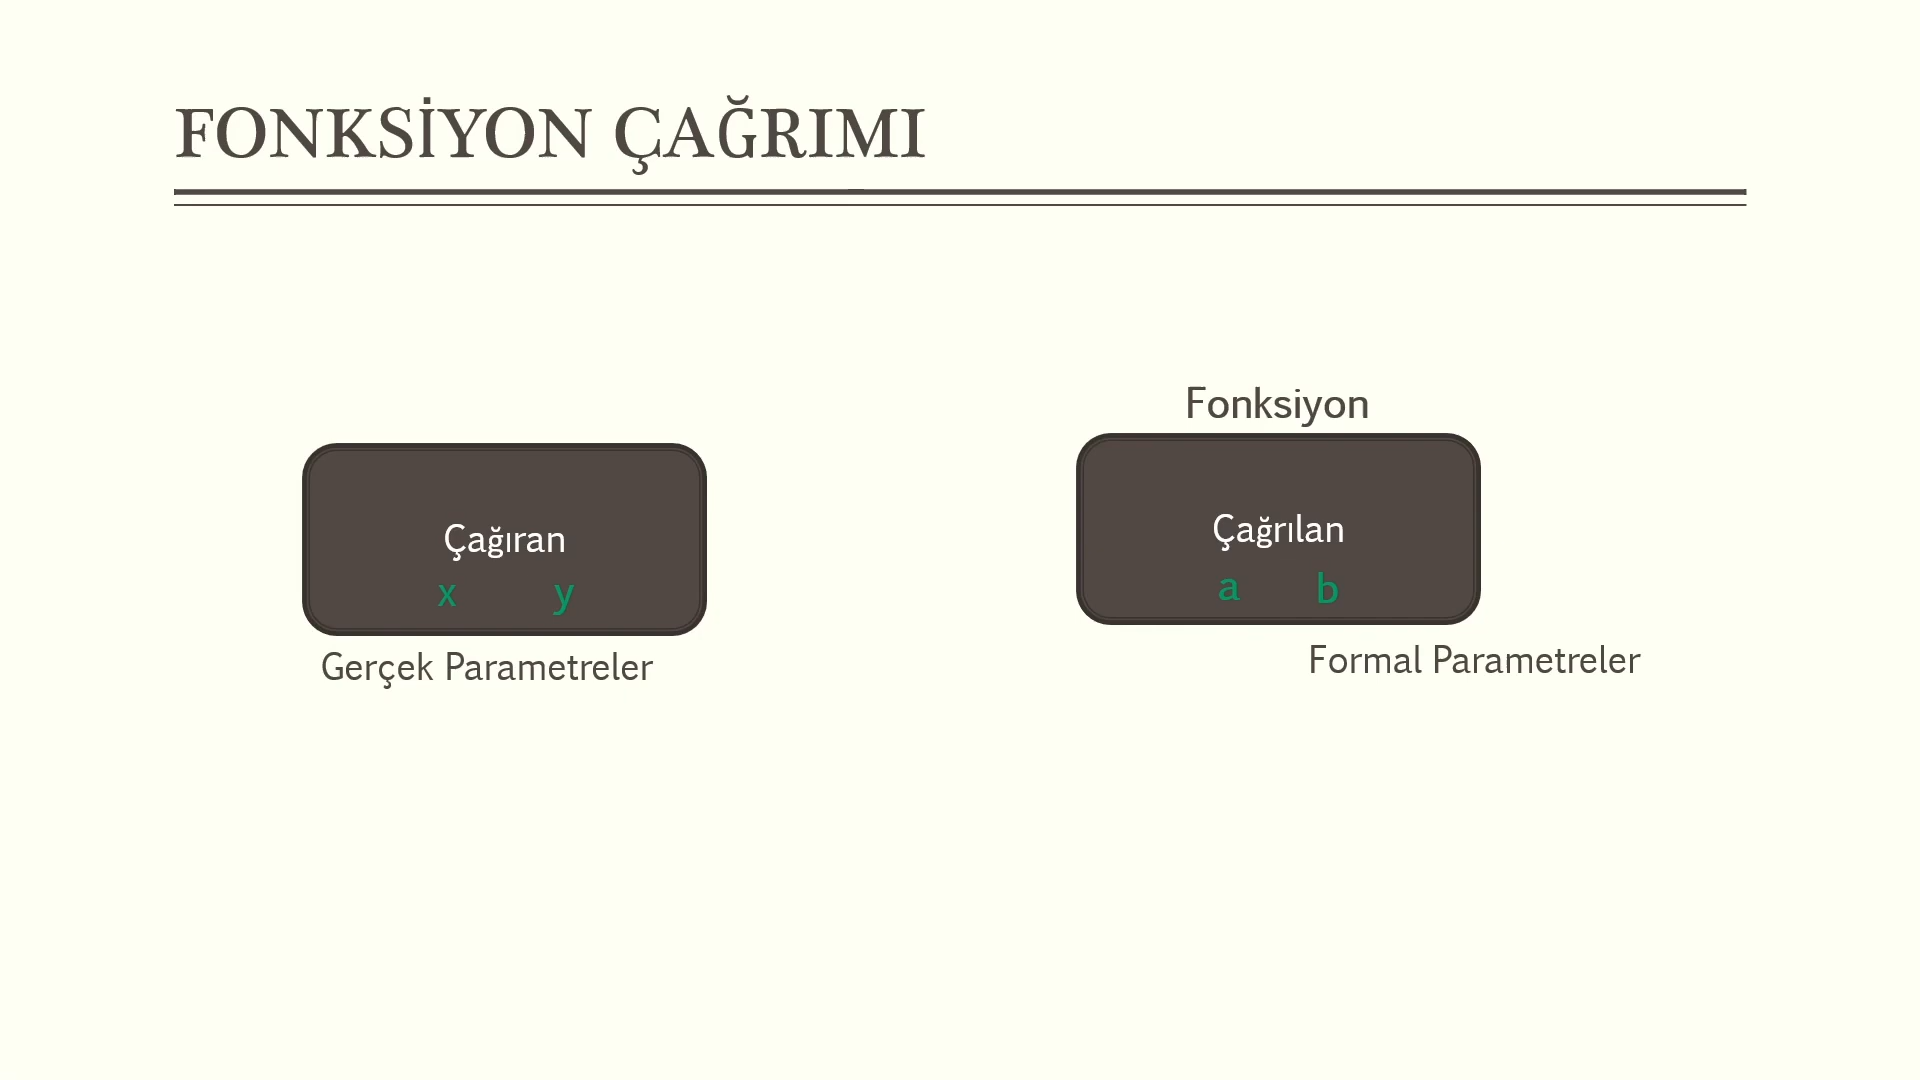 FONKSİYON ÇAĞRIMI
Fonksiyon
Çağıran
x y
Gerçek Parametreler
Çağrılan
a b
Formal Parametreler